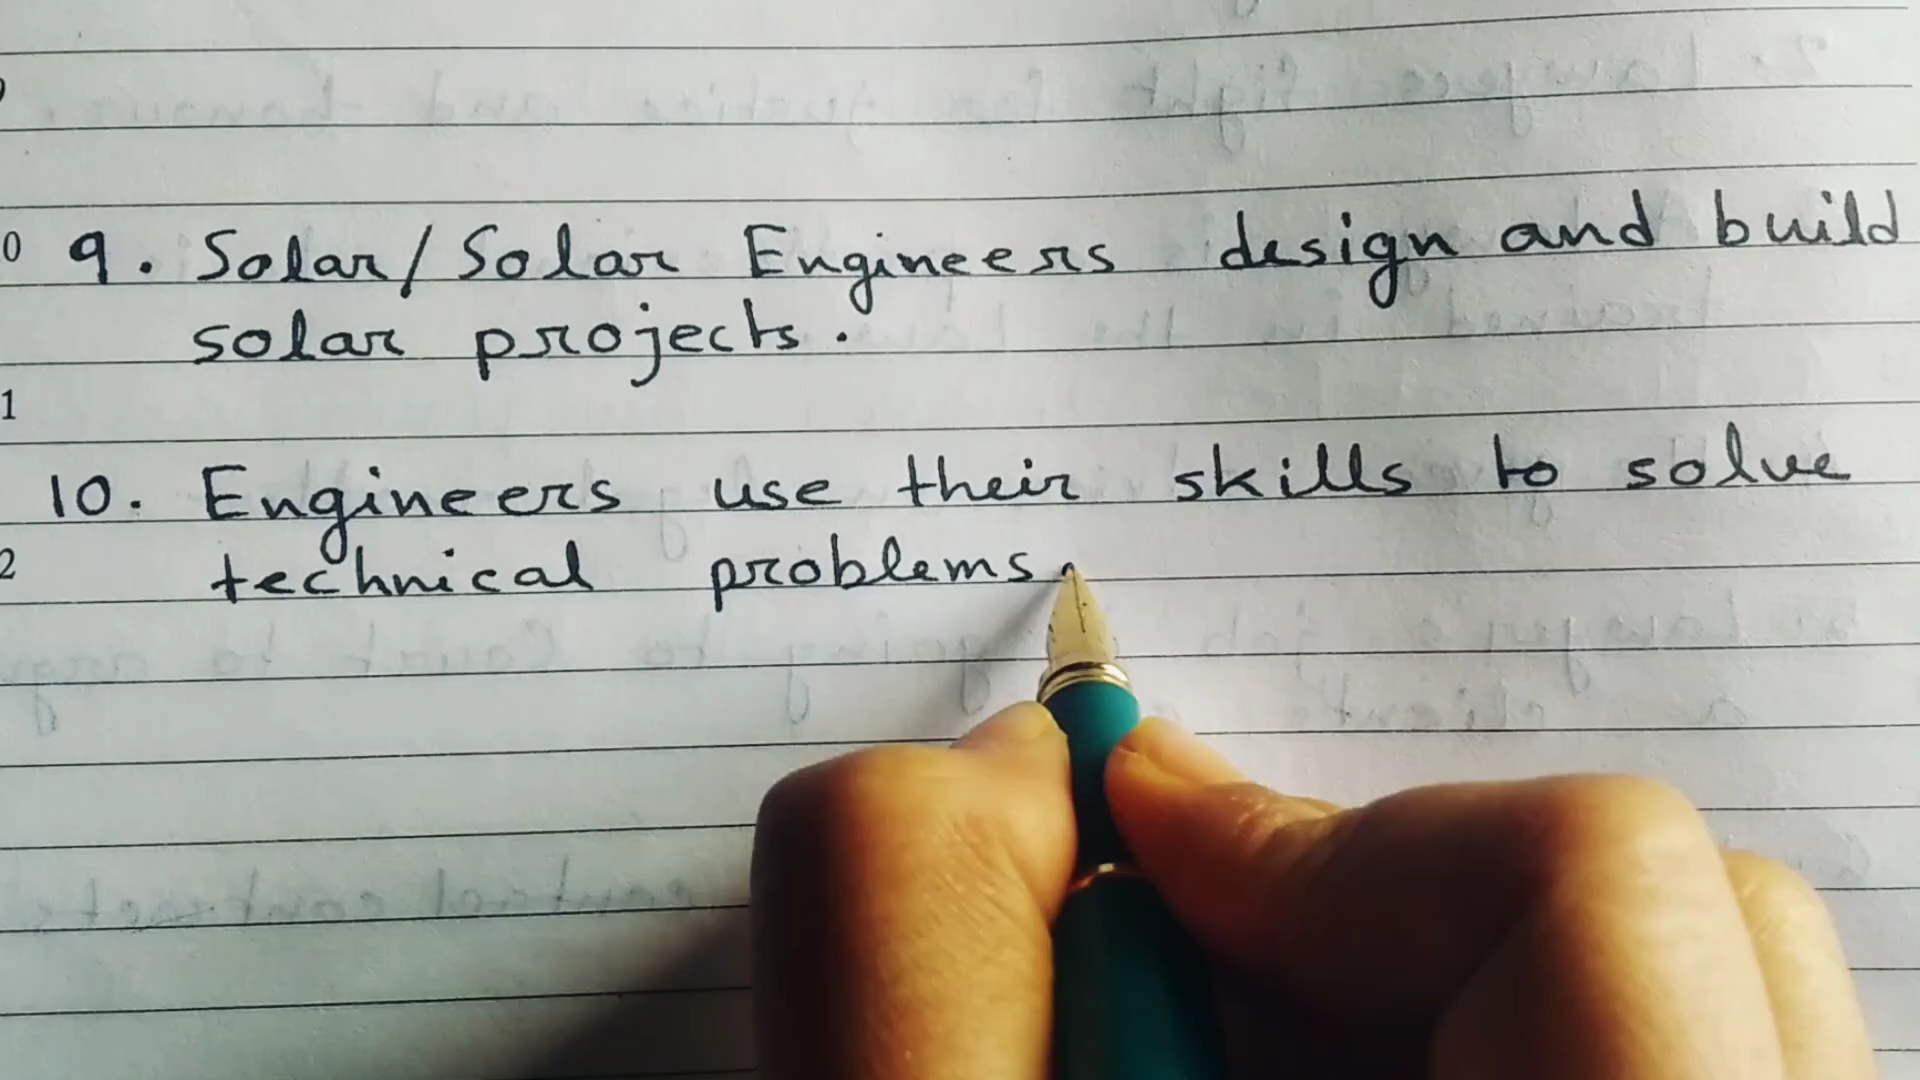 9. Solar/Solar Engineers design and build
solar projects.
10. Engineers use their skills to solve
technical problems.